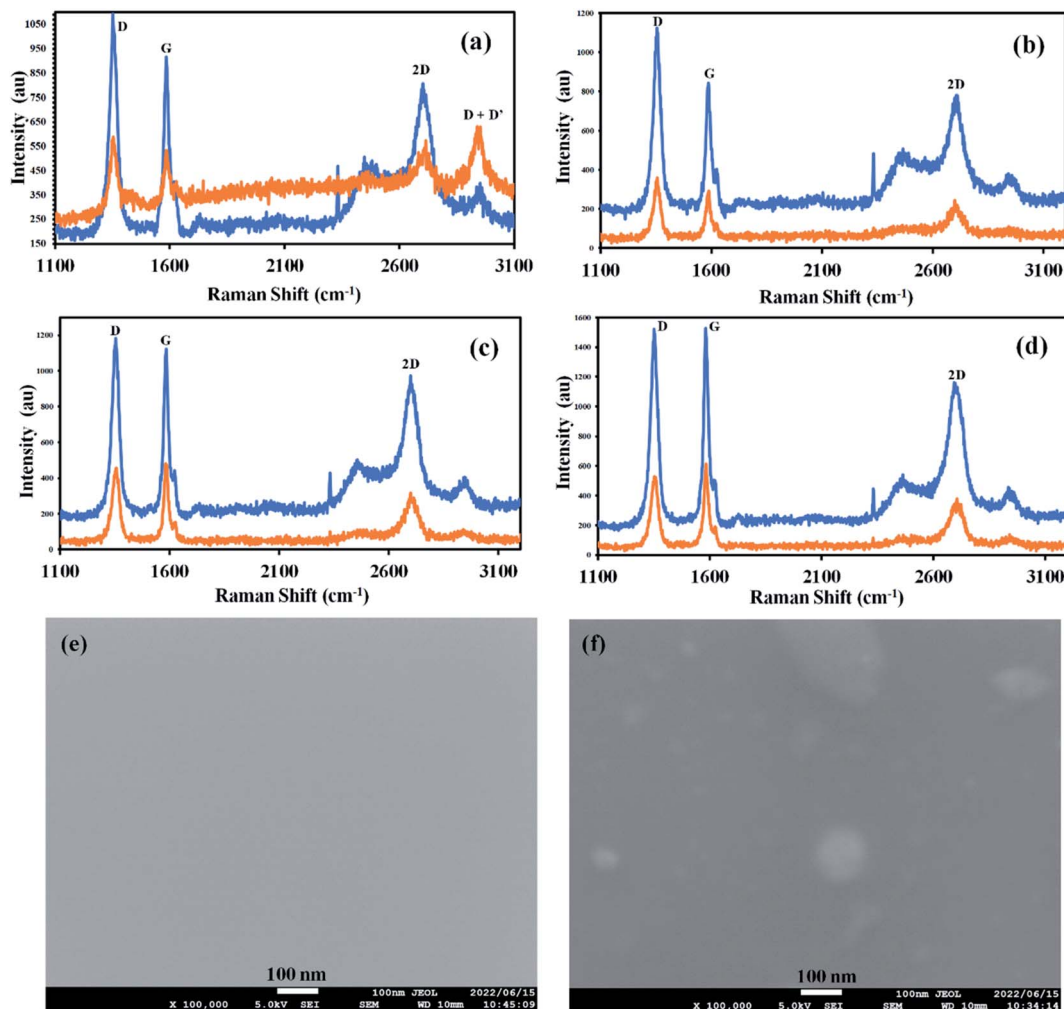 (a)
D
G
2D
D + D'
Intensity (au)
1050
950
850
750
650
550
450
350
250
150
1100 1600 2100 2600 3100
Raman Shift (cm-1)
(b)
D
G
2D
Intensity (au)
1200
1000
800
600
400
200
0
1100 1600 2100 2600 3100
Raman Shift (cm-1)
(c)
D
G
2D
Intensity (au)
1200
1000
800
600
400
200
0
1100 1600 2100 2600 3100
Raman Shift (cm-1)
(d)
D
G
2D
Intensity (au)
1600
1400
1200
1000
800
600
400
200
0
1100 1600 2100 2600 3100
Raman Shift (cm-1)
(e)
100 nm
100nm JEOL 2022/06/15
X 100,000 5.0kV SEI SEM WD 10mm 10:45:09
(f)
100 nm
100nm JEOL 2022/06/15
X 100,000 5.0kV SEI SEM WD 10mm 10:34:14